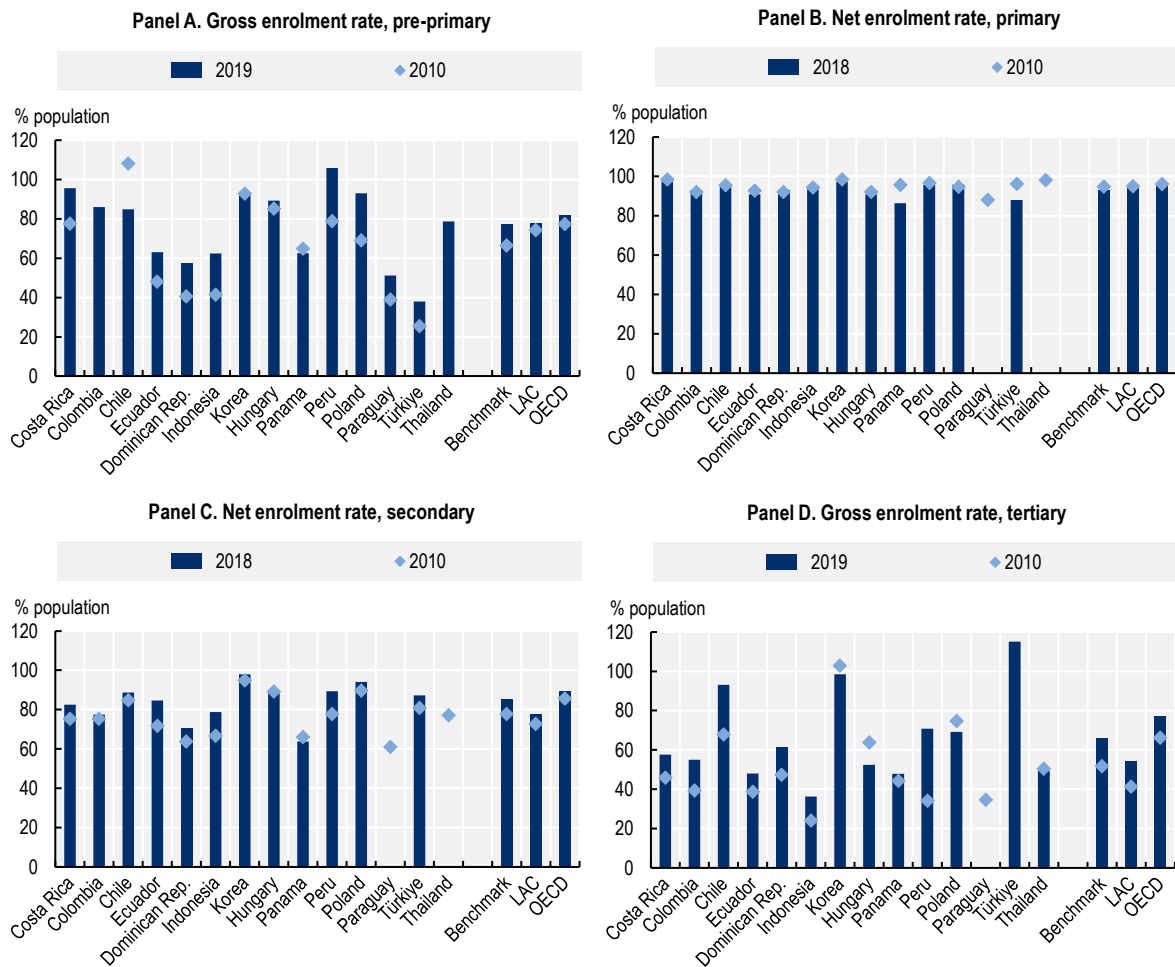 Panel A. Gross enrolment rate, pre-primary
2019 2010
% population
120
100
80
60
40
20
0
Costa Rica
Colombia
Chile
Ecuador
Dominican Rep.
Indonesia
Korea
Hungary
Panama
Peru
Poland
Paraguay
Türkiye
Thailand
Benchmark
LAC
OECD
Panel B. Net enrolment rate, primary
2018 2010
% population
120
100
80
60
40
20
0
Costa Rica
Colombia
Chile
Ecuador
Dominican Rep.
Indonesia
Korea
Hungary
Panama
Peru
Poland
Paraguay
Türkiye
Thailand
Benchmark
LAC
OECD
Panel C. Net enrolment rate, secondary
2018 2010
% population
120
100
80
60
40
20
0
Costa Rica
Colombia
Chile
Ecuador
Dominican Rep.
Indonesia
Korea
Hungary
Panama
Peru
Poland
Paraguay
Türkiye
Thailand
Benchmark
LAC
OECD
Panel D. Gross enrolment rate, tertiary
2019 2010
% population
120
100
80
60
40
20
0
Costa Rica
Colombia
Chile
Ecuador
Dominican Rep.
Indonesia
Korea
Hungary
Panama
Peru
Poland
Paraguay
Türkiye
Thailand
Benchmark
LAC
OECD